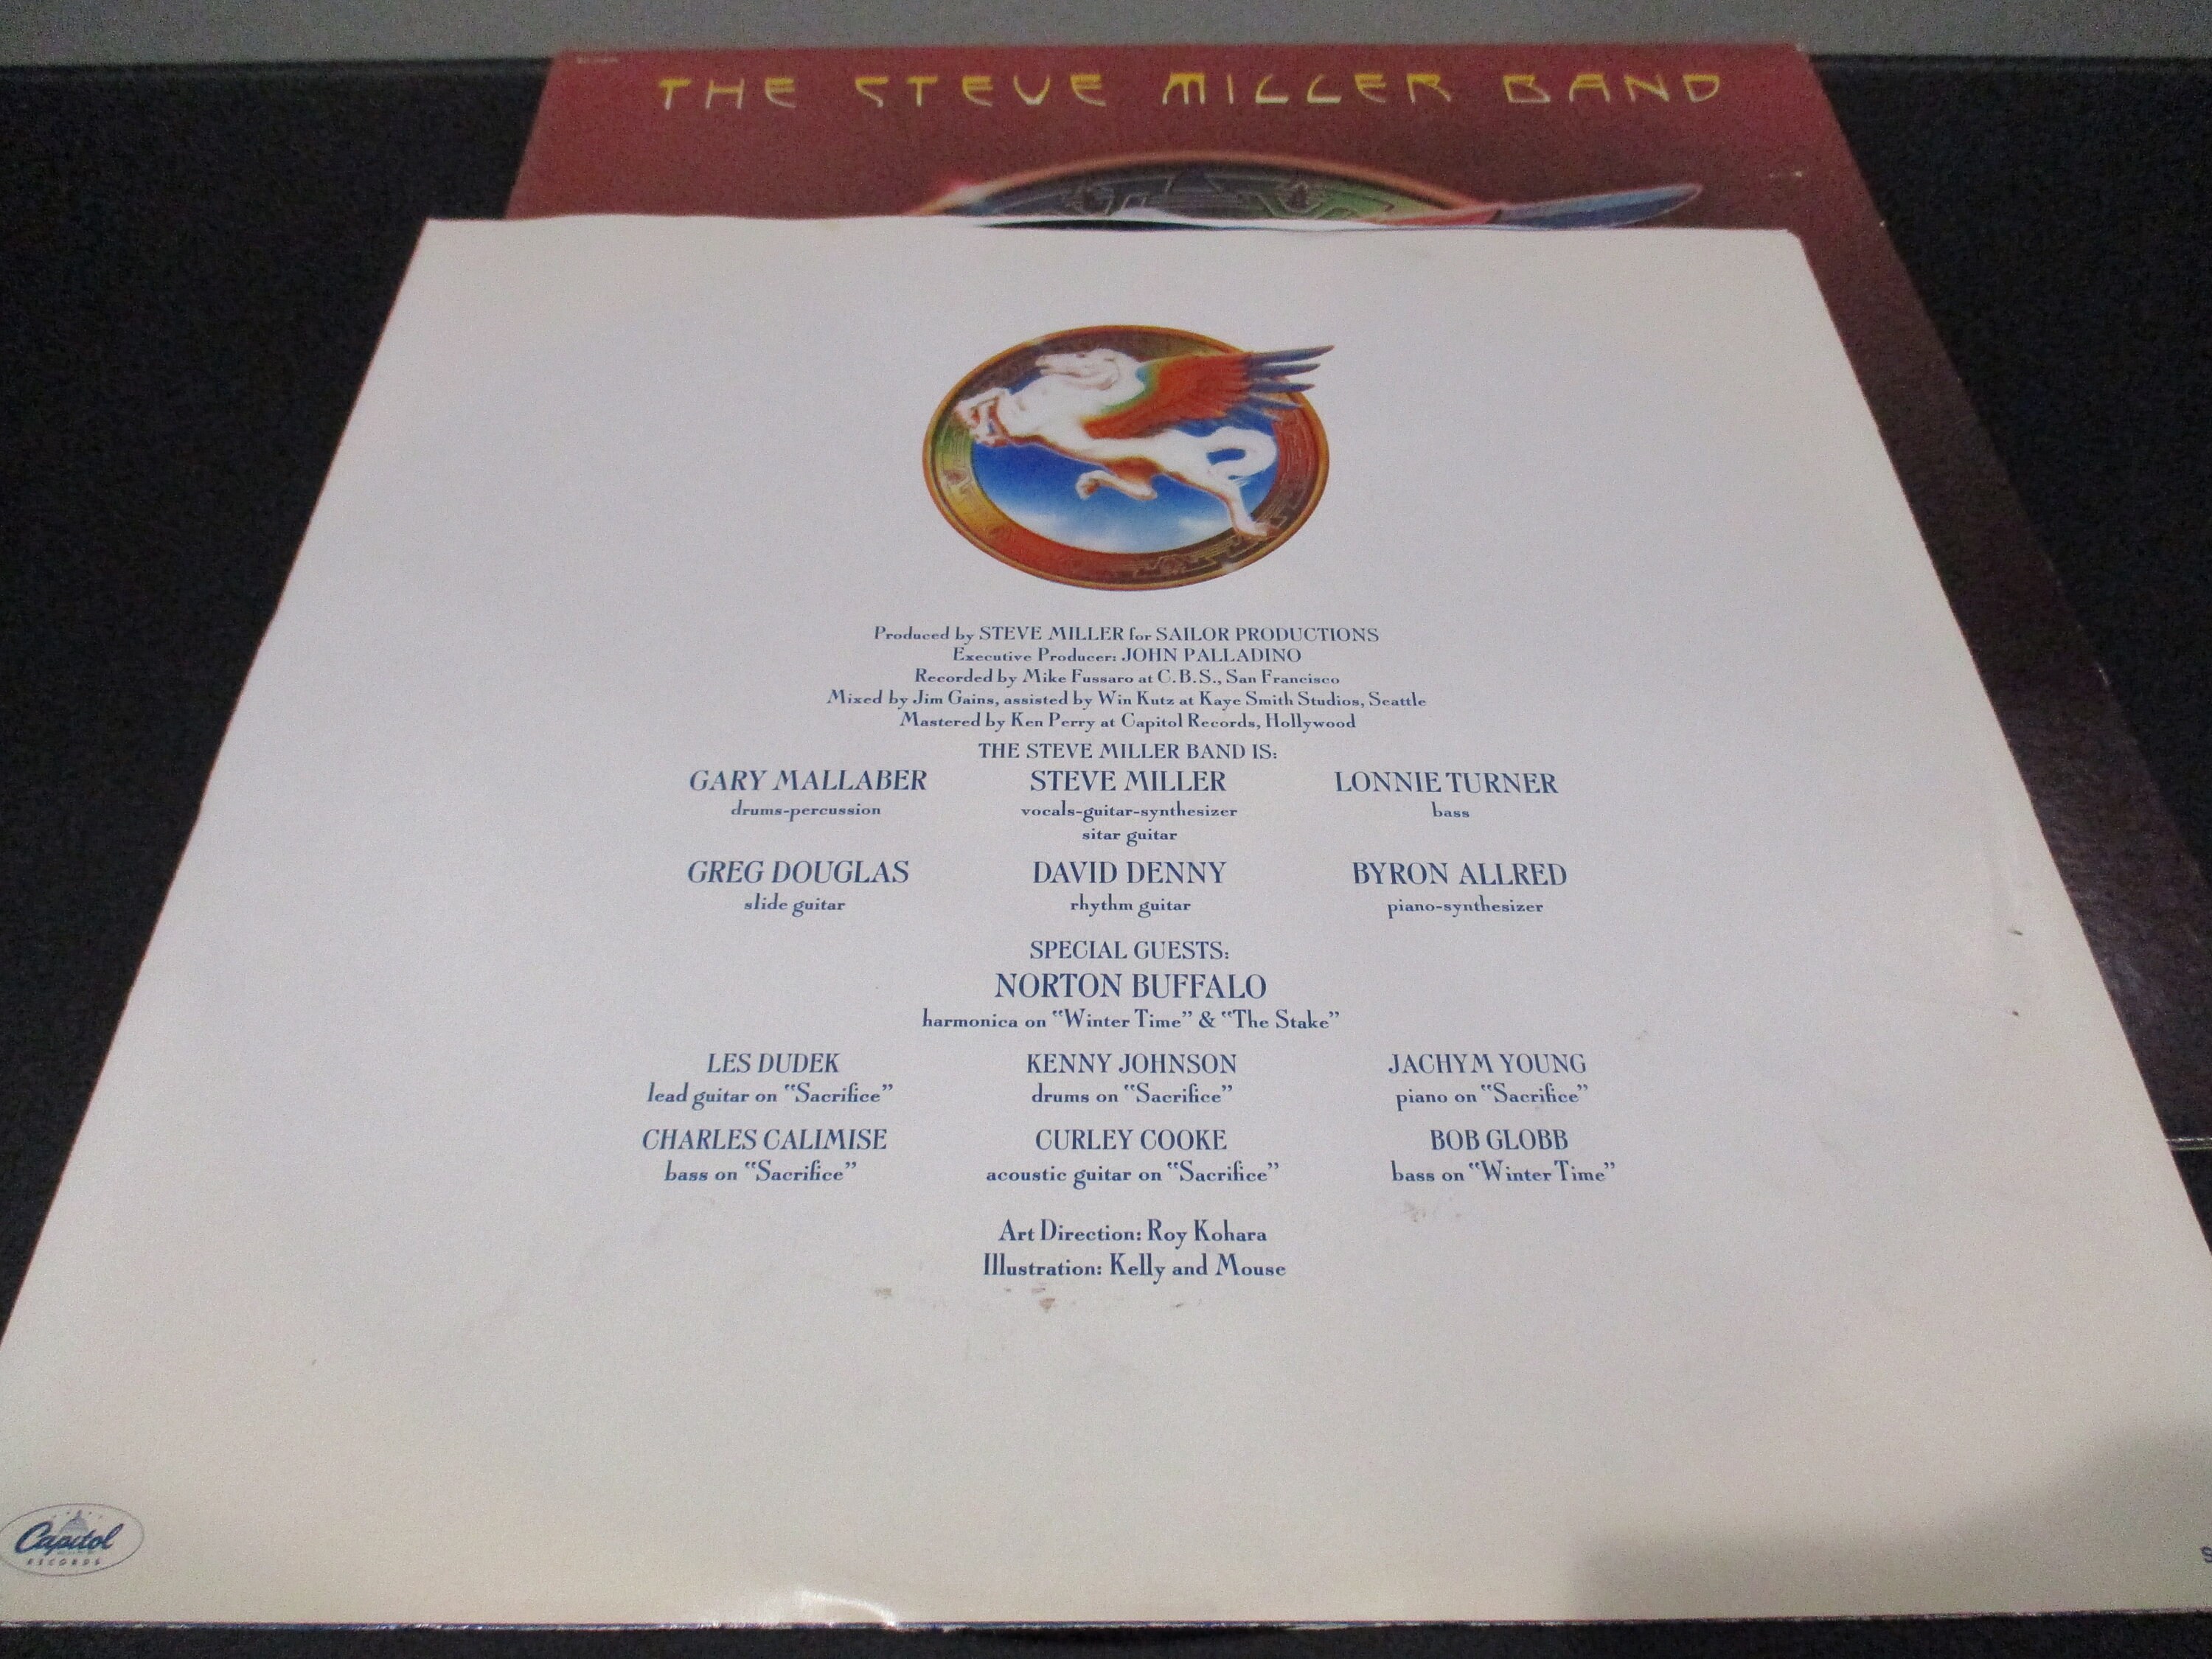 THE STEVE MILLER BAND
Produced by STEVE MILLER for SAILOR PRODUCTIONS
Executive Producer: JOHN PALLADINO
Recorded by Mike Fussaro at C.B.S., San Francisco
Mixed by Jim Gains, assisted by Win Kutz at Kaye Smith Studios, Seattle
Mastered by Ken Perry at Capitol Records, Hollywood
THE STEVE MILLER BAND IS:
GARY MALLABER STEVE MILLER LONNIE TURNER
drums-percussion vocals-guitar-synthesizer bass
sitar guitar
GREG DOUGLAS DAVID DENNY BYRON ALLRED
slide guitar rhythm guitar piano-synthesizer
SPECIAL GUESTS:
NORTON BUFFALO
harmonica on "Winter Time" & "The Stake"
LES DUDEK KENNY JOHNSON JACHYM YOUNG
lead guitar on "Sacrifice" drums on "Sacrifice" piano on "Sacrifice"
CHARLES CALIMISE CURLEY COOKE BOB GLOBB
bass on "Sacrifice" acoustic guitar on "Sacrifice" bass on "Winter Time"
Art Direction: Roy Kohara
Illustration: Kelly and Mouse
Capitol
RECORDS